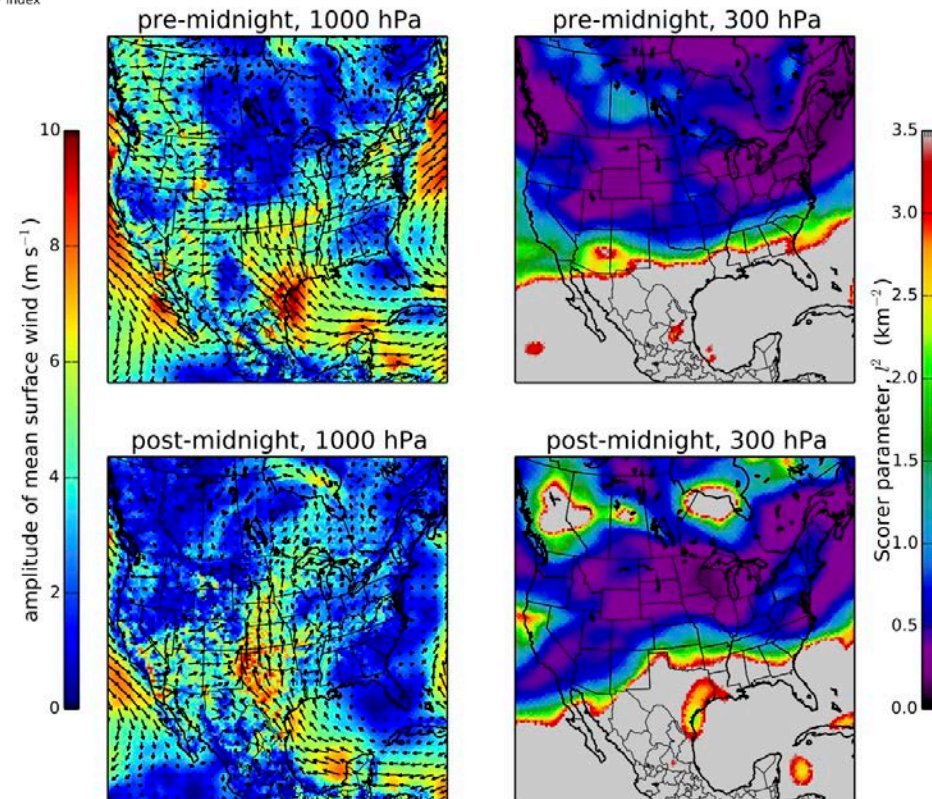 index
pre-midnight, 1000 hPa
pre-midnight, 300 hPa
10
8
6
4
2
0
amplitude of mean surface wind (m s⁻¹)
3.5
3.0
2.5
2.0
1.5
1.0
0.5
0.0
Scorer parameter l² (km⁻²)
post-midnight, 1000 hPa
post-midnight, 300 hPa